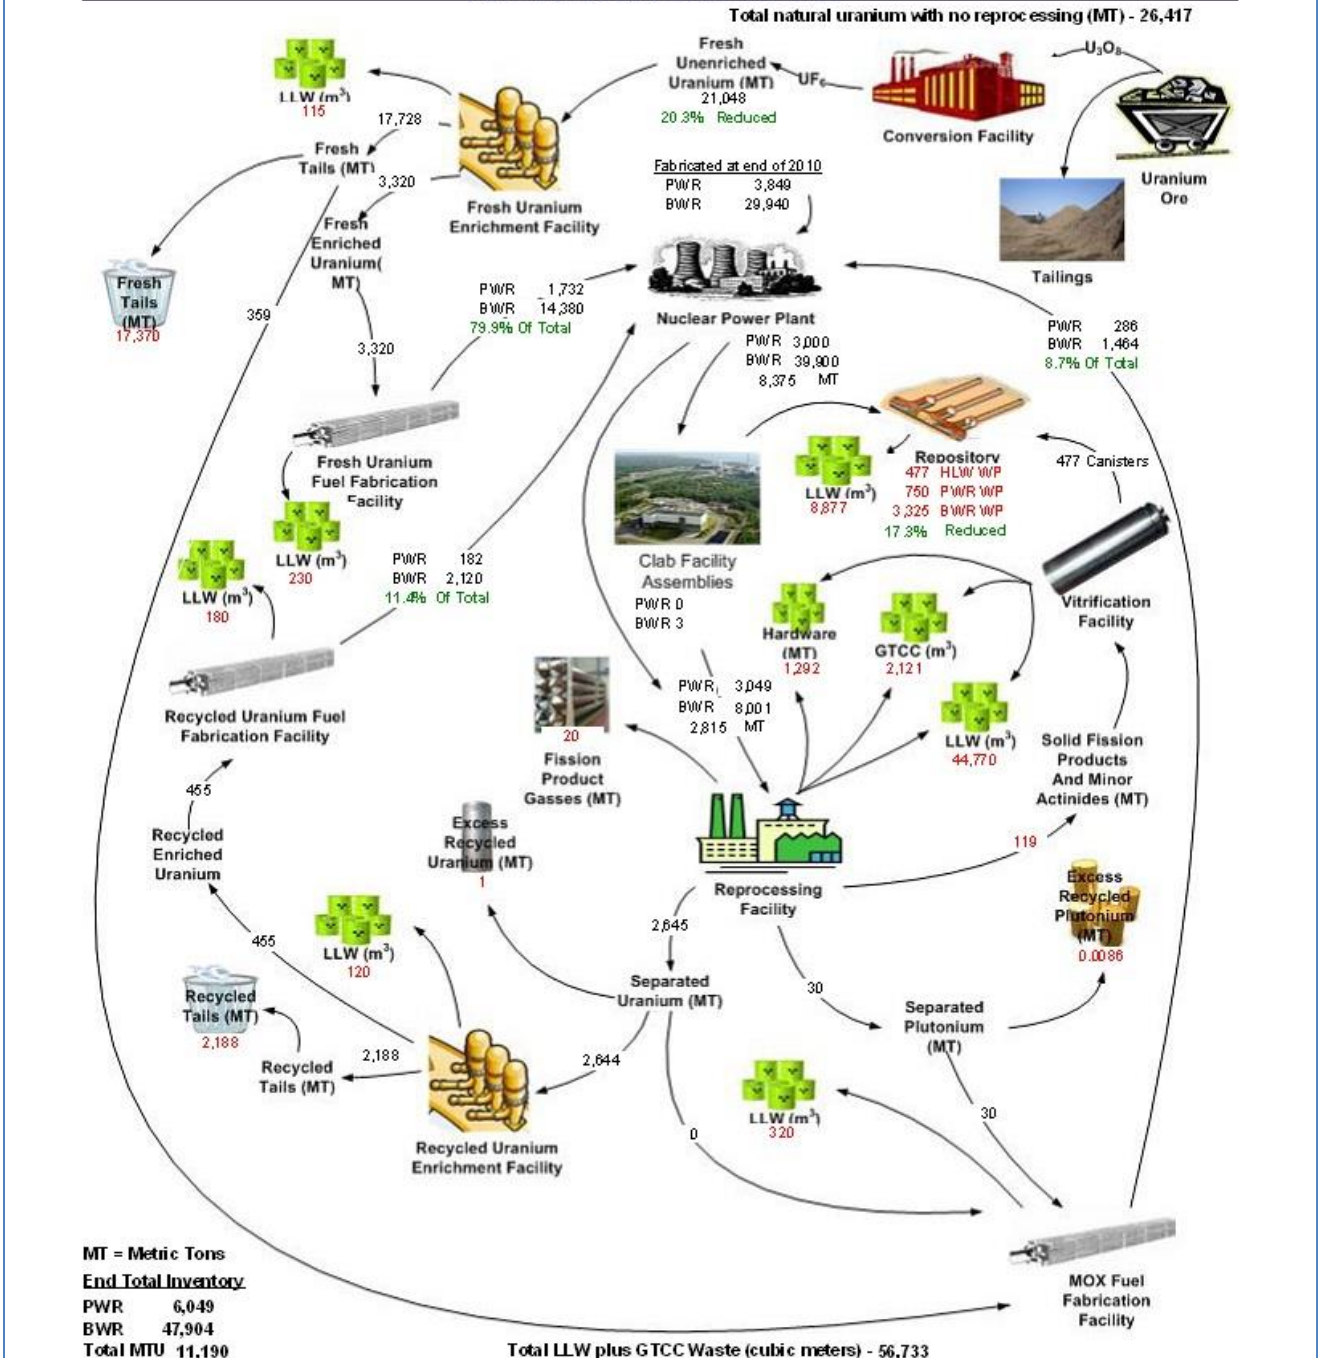 Total natural uranium with no reprocessing (MT) - 26,417
Fresh
Unenriched
Uranium (MT)
21,048
20.3% Reduced
UF₆
U₃O₈
Conversion Facility
Uranium
Ore
Tailings
LLW (m³)
115
17,728
Fresh
Tails (MT)
3,320
Fresh Uranium
Enrichment Facility
Fresh
Enriched
Uranium(
MT)
Fresh
Tails
(MT)
17,370
359
3,320
Fabricated at end of 2010
PWR 3,849
BWR 29,940
Nuclear Power Plant
PWR 1,732
BWR 14,380
79.9% Of Total
PWR 3,000
BWR 39,900
8,375 MT
PWR 286
BWR 1,464
8.7% Of Total
Fresh Uranium
Fuel Fabrication
Facility
LLW (m³)
230
LLW (m³)
180
PWR 182
BWR 2,120
11.4% Of Total
Recycled Uranium Fuel
Fabrication Facility
Clab Facility
Assemblies
PWR 0
BWR 3
LLW (m³)
8,877
Repository
477 HLW WP
750 PWR WP
3,325 BWR WP
17.3% Reduced
477 Canisters
Vitrification
Facility
Hardware
(MT)
1,292
GTCC (m³)
2,121
LLW (m³)
44,770
Solid Fission
Products
And Minor
Actinides (MT)
PWR 3,049
BWR 8,001
2,815 MT
20
Fission
Product
Gasses (MT)
455
Recycled
Enriched
Uranium
Excess
Recycled
Uranium (MT)
1
Reprocessing
Facility
119
Excess
Recycled
Plutonium
(MT)
0.0086
455
LLW (m³)
120
2,645
Separated
Uranium (MT)
30
Separated
Plutonium
(MT)
Recycled
Tails (MT)
2,188
Recycled
Tails (MT)
2,188
2,644
Recycled Uranium
Enrichment Facility
0
LLW (m³)
320
30
MOX Fuel
Fabrication
Facility
MT = Metric Tons
End Total Inventory
PWR 6,049
BWR 47,904
Total MTU 11,190
Total LLW plus GTCC Waste (cubic meters) - 56,733